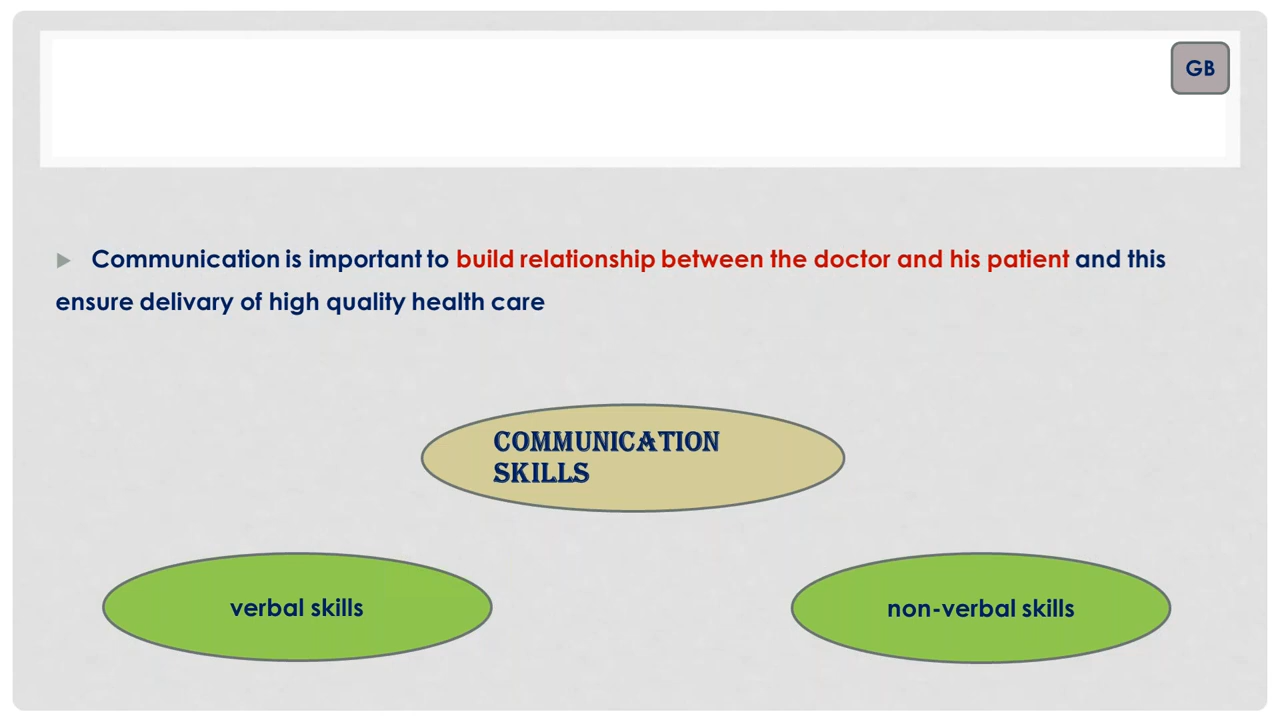 GB
Communication is important to build relationship between the doctor and his patient and this
ensure delivary of high quality health care
COMMUNICATION
SKILLS
verbal skills
non-verbal skills